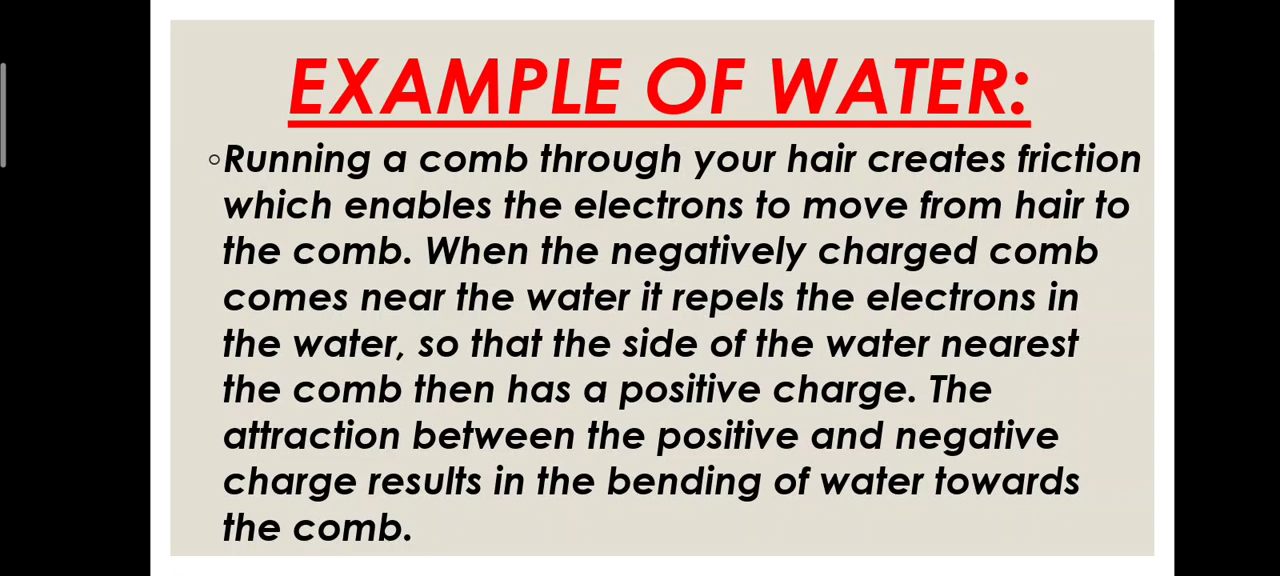 EXAMPLE OF WATER:
◦Running a comb through your hair creates friction
which enables the electrons to move from hair to
the comb. When the negatively charged comb
comes near the water it repels the electrons in
the water, so that the side of the water nearest
the comb then has a positive charge. The
attraction between the positive and negative
charge results in the bending of water towards
the comb.